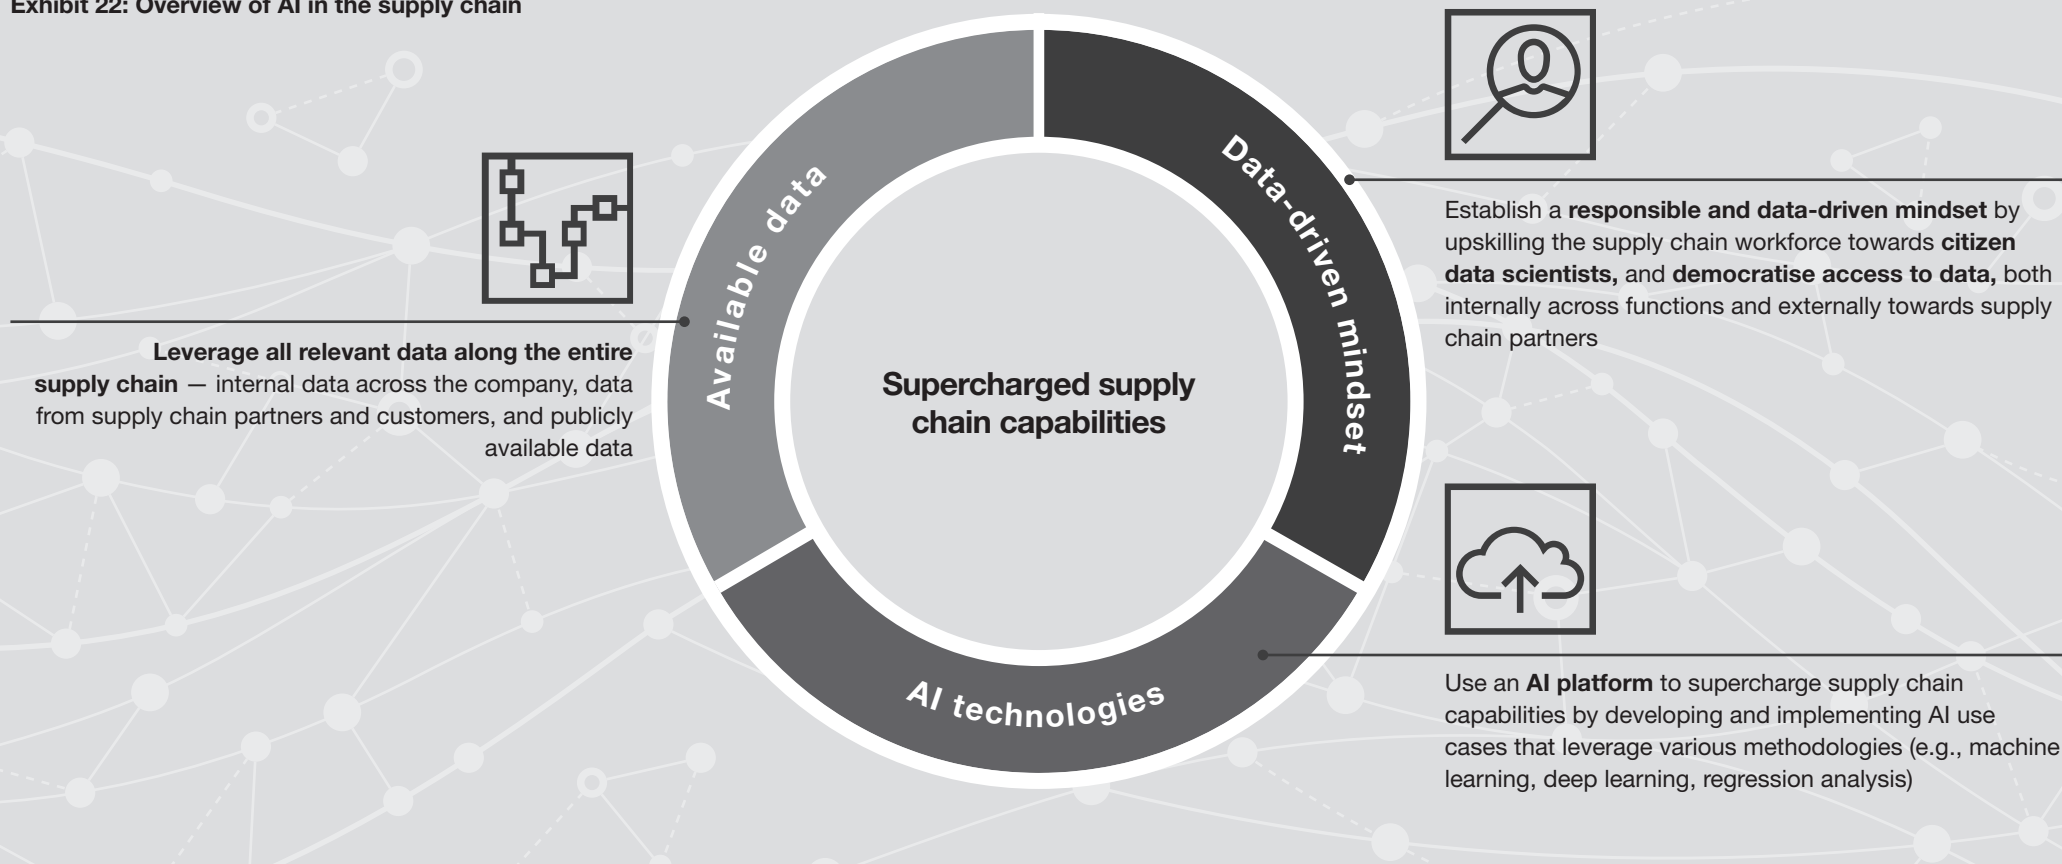 Exhibit 22: Overview of AI in the supply chain
Available data
Data-driven mindset
AI technologies
Supercharged supply
chain capabilities
Leverage all relevant data along the entire
supply chain — internal data across the company, data
from supply chain partners and customers, and publicly
available data
Establish a responsible and data-driven mindset by
upskilling the supply chain workforce towards citizen
data scientists, and democratise access to data, both
internally across functions and externally towards supply
chain partners
Use an AI platform to supercharge supply chain
capabilities by developing and implementing AI use
cases that leverage various methodologies (e.g., machine
learning, deep learning, regression analysis)